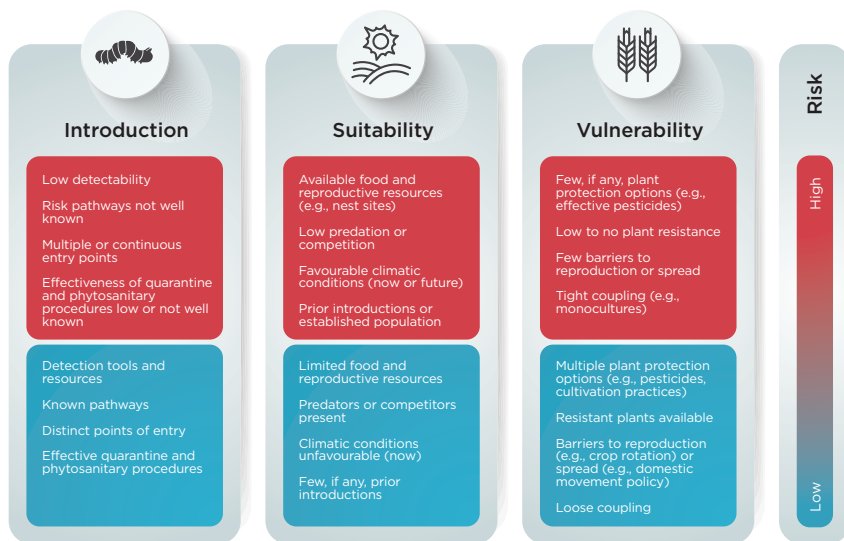 Introduction
Low detectability
Risk pathways not well
known
Multiple or continuous
entry points
Effectiveness of quarantine
and phytosanitary
procedures low or not well
known
Detection tools and
resources
Known pathways
Distinct points of entry
Effective quarantine and
phytosanitary procedures
Suitability
Available food and
reproductive resources
(e.g., nest sites)
Low predation or
competition
Favourable climatic
conditions (now or future)
Prior introductions or
established population
Limited food and
reproductive resources
Predators or competitors
present
Climatic conditions
unfavourable (now)
Few, if any, prior
introductions
Vulnerability
Few, if any, plant
protection options (e.g.,
effective pesticides)
Low to no plant resistance
Few barriers to
reproduction or spread
Tight coupling (e.g.,
monocultures)
Multiple plant protection
options (e.g., pesticides,
cultivation practices)
Resistant plants available
Barriers to reproduction
(e.g., crop rotation) or
spread (e.g., domestic
movement policy)
Loose coupling
Risk
High
Low